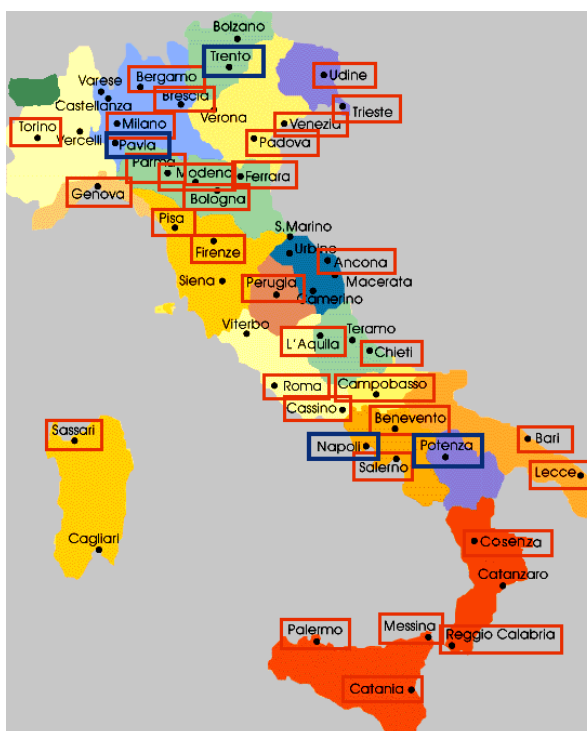 Bolzano
Trento
Udine
Bergamo
Varese
Brescia
Castellanza
Trieste
Verona
Milano
Venezia
Torino
Vercelli
Padova
Pavia
Parma
Modena
Ferrara
Genova
Bologna
Pisa
S.Marino
Firenze
Urbino
Ancona
Siena
Perugia
Macerata
Camerino
Viterbo
Teramo
L'Aquila
Chieti
Roma
Campobasso
Cassino
Benevento
Sassari
Bari
Napoli
Potenza
Salerno
Lecce
Cagliari
Cosenza
Catanzaro
Palermo
Messina
Reggio Calabria
Catania